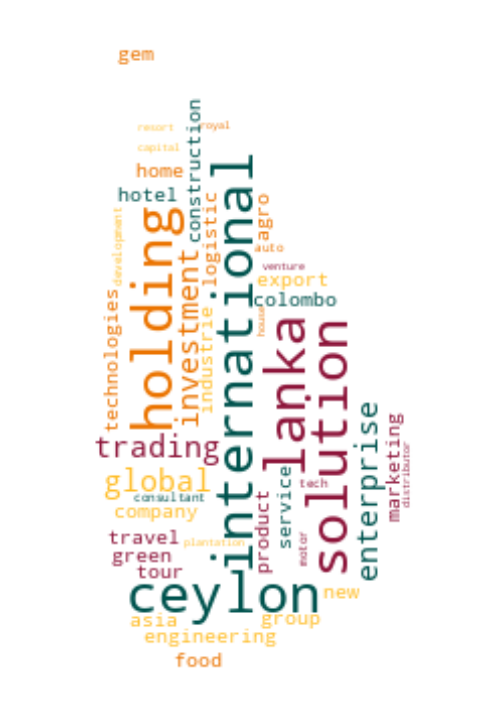 gem
resort
royal
capital
construction
home
hotel
international
logistic
agro
holding
development
auto
investment
venture
export
colombo
technologies
industrie
house
lanka
solution
enterprise
marketing
trading
distributor
global
service
tech
product
consultant
company
travel
motor
plantation
green
tour
ceylon
new
asia
group
engineering
food